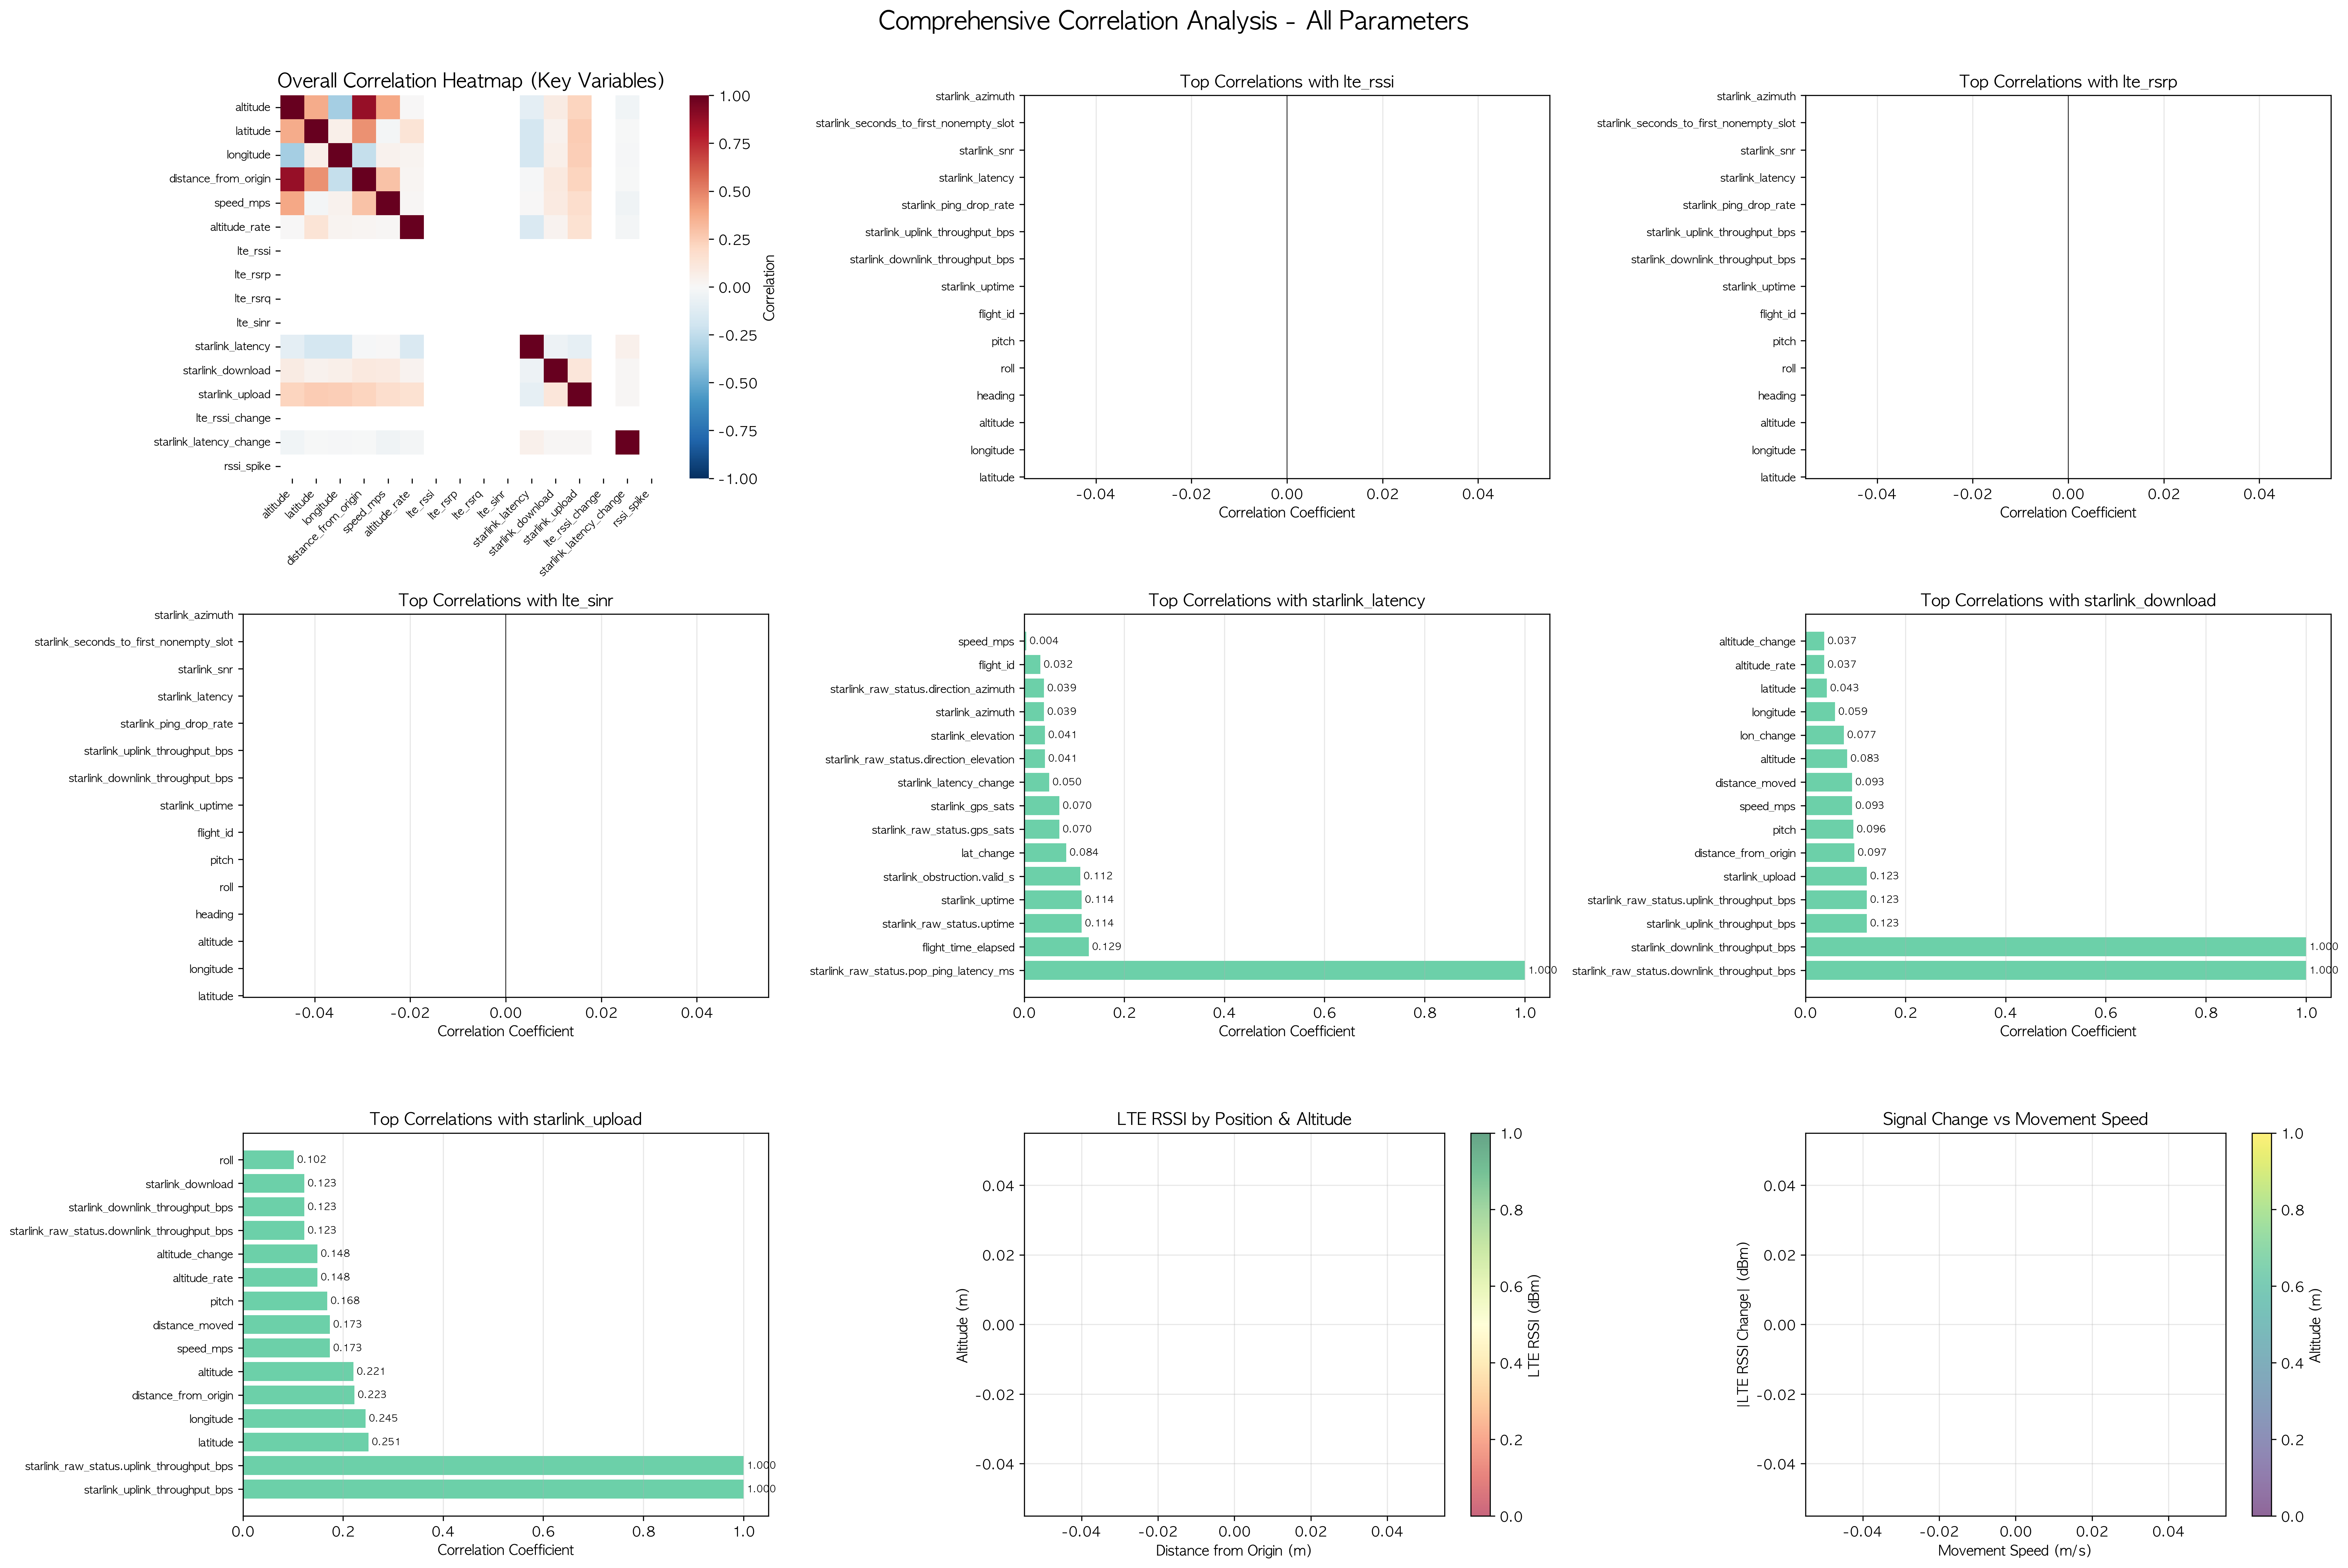 Comprehensive Correlation Analysis - All Parameters
Overall Correlation Heatmap (Key Variables)
altitude
latitude
longitude
distance_from_origin
speed_mps
altitude_rate
lte_rssi
lte_rsrp
lte_rsrq
lte_sinr
starlink_latency
starlink_download
starlink_upload
lte_rssi_change
starlink_latency_change
rssi_spike
altitude
latitude
longitude
distance_from_origin
speed_mps
altitude_rate
lte_rssi
lte_rsrp
lte_rsrq
lte_sinr
starlink_latency
starlink_download
starlink_upload
lte_rssi_change
starlink_latency_change
rssi_spike
1.00
0.75
0.50
0.25
0.00
-0.25
-0.50
-0.75
-1.00
Correlation
Top Correlations with lte_rssi
starlink_azimuth
starlink_seconds_to_first_nonempty_slot
starlink_snr
starlink_latency
starlink_ping_drop_rate
starlink_uplink_throughput_bps
starlink_downlink_throughput_bps
starlink_uptime
flight_id
pitch
roll
heading
altitude
longitude
latitude
-0.04 -0.02 0.00 0.02 0.04
Correlation Coefficient
Top Correlations with lte_rsrp
starlink_azimuth
starlink_seconds_to_first_nonempty_slot
starlink_snr
starlink_latency
starlink_ping_drop_rate
starlink_uplink_throughput_bps
starlink_downlink_throughput_bps
starlink_uptime
flight_id
pitch
roll
heading
altitude
longitude
latitude
-0.04 -0.02 0.00 0.02 0.04
Correlation Coefficient
Top Correlations with lte_sinr
starlink_azimuth
starlink_seconds_to_first_nonempty_slot
starlink_snr
starlink_latency
starlink_ping_drop_rate
starlink_uplink_throughput_bps
starlink_downlink_throughput_bps
starlink_uptime
flight_id
pitch
roll
heading
altitude
longitude
latitude
-0.04 -0.02 0.00 0.02 0.04
Correlation Coefficient
Top Correlations with starlink_latency
speed_mps 0.004
flight_id 0.032
starlink_raw_status.direction_azimuth 0.039
starlink_azimuth 0.039
starlink_elevation 0.041
starlink_raw_status.direction_elevation 0.041
starlink_latency_change 0.050
starlink_gps_sats 0.070
starlink_raw_status.gps_sats 0.070
lat_change 0.084
starlink_obstruction.valid_s 0.112
starlink_uptime 0.114
starlink_raw_status.uptime 0.114
flight_time_elapsed 0.129
starlink_raw_status.pop_ping_latency_ms 1.000
0.0 0.2 0.4 0.6 0.8 1.0
Correlation Coefficient
Top Correlations with starlink_download
altitude_change 0.037
altitude_rate 0.037
latitude 0.043
longitude 0.059
lon_change 0.077
altitude 0.083
distance_moved 0.093
speed_mps 0.093
pitch 0.096
distance_from_origin 0.097
starlink_upload 0.123
starlink_raw_status.uplink_throughput_bps 0.123
starlink_uplink_throughput_bps 0.123
starlink_downlink_throughput_bps 1.000
starlink_raw_status.downlink_throughput_bps 1.000
0.0 0.2 0.4 0.6 0.8 1.0
Correlation Coefficient
Top Correlations with starlink_upload
roll 0.102
starlink_download 0.123
starlink_downlink_throughput_bps 0.123
starlink_raw_status.downlink_throughput_bps 0.123
altitude_change 0.148
altitude_rate 0.148
pitch 0.168
distance_moved 0.173
speed_mps 0.173
altitude 0.221
distance_from_origin 0.223
longitude 0.245
latitude 0.251
starlink_raw_status.uplink_throughput_bps 1.000
starlink_uplink_throughput_bps 1.000
0.0 0.2 0.4 0.6 0.8 1.0
Correlation Coefficient
LTE RSSI by Position & Altitude
Altitude (m)
0.04
0.02
0.00
-0.02
-0.04
-0.04 -0.02 0.00 0.02 0.04
Distance from Origin (m)
1.0
0.8
0.6
0.4
0.2
0.0
LTE RSSI (dBm)
Signal Change vs Movement Speed
|LTE RSSI Change| (dBm)
0.04
0.02
0.00
-0.02
-0.04
-0.04 -0.02 0.00 0.02 0.04
Movement Speed (m/s)
1.0
0.8
0.6
0.4
0.2
0.0
Altitude (m)